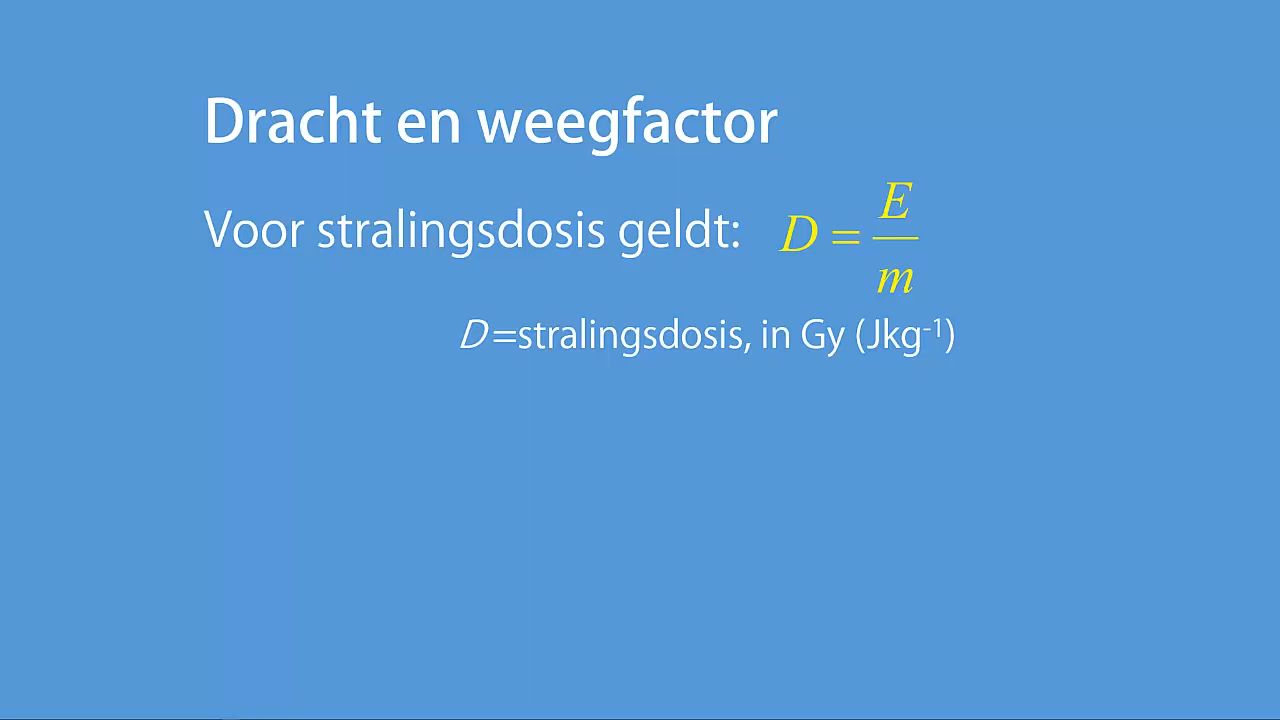 Dracht en weegfactor
Voor stralingsdosis geldt: D = E/m
D=stralingsdosis, in Gy (Jkg⁻¹)